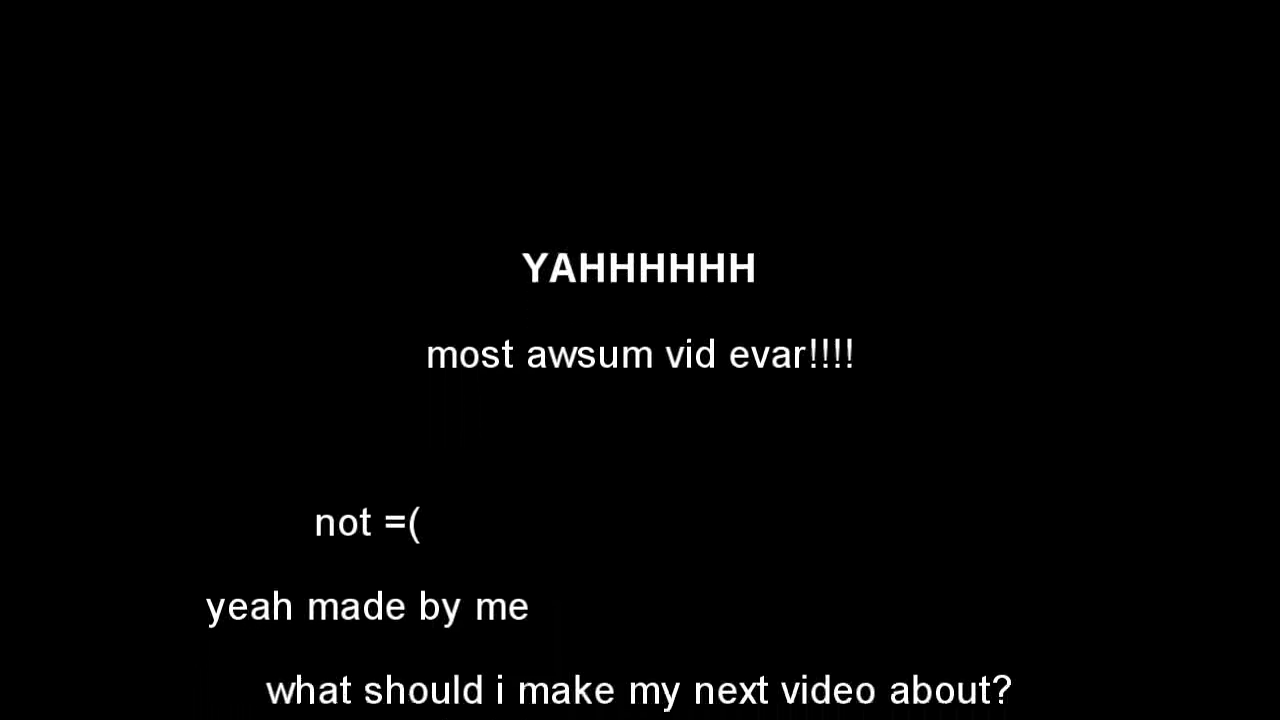 YAHHHHHH
most awsum vid evar!!!!
not =(
yeah made by me
what should i make my next video about?